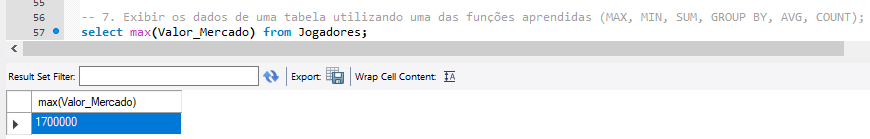 55
56 -- 7. Exibir os dados de uma tabela utilizando uma das funções aprendidas (MAX, MIN, SUM, GROUP BY, AVG, COUNT);
57 select max(Valor_Mercado) from Jogadores;
Result Set Filter: Export: Wrap Cell Content:
max(Valor_Mercado)
1700000